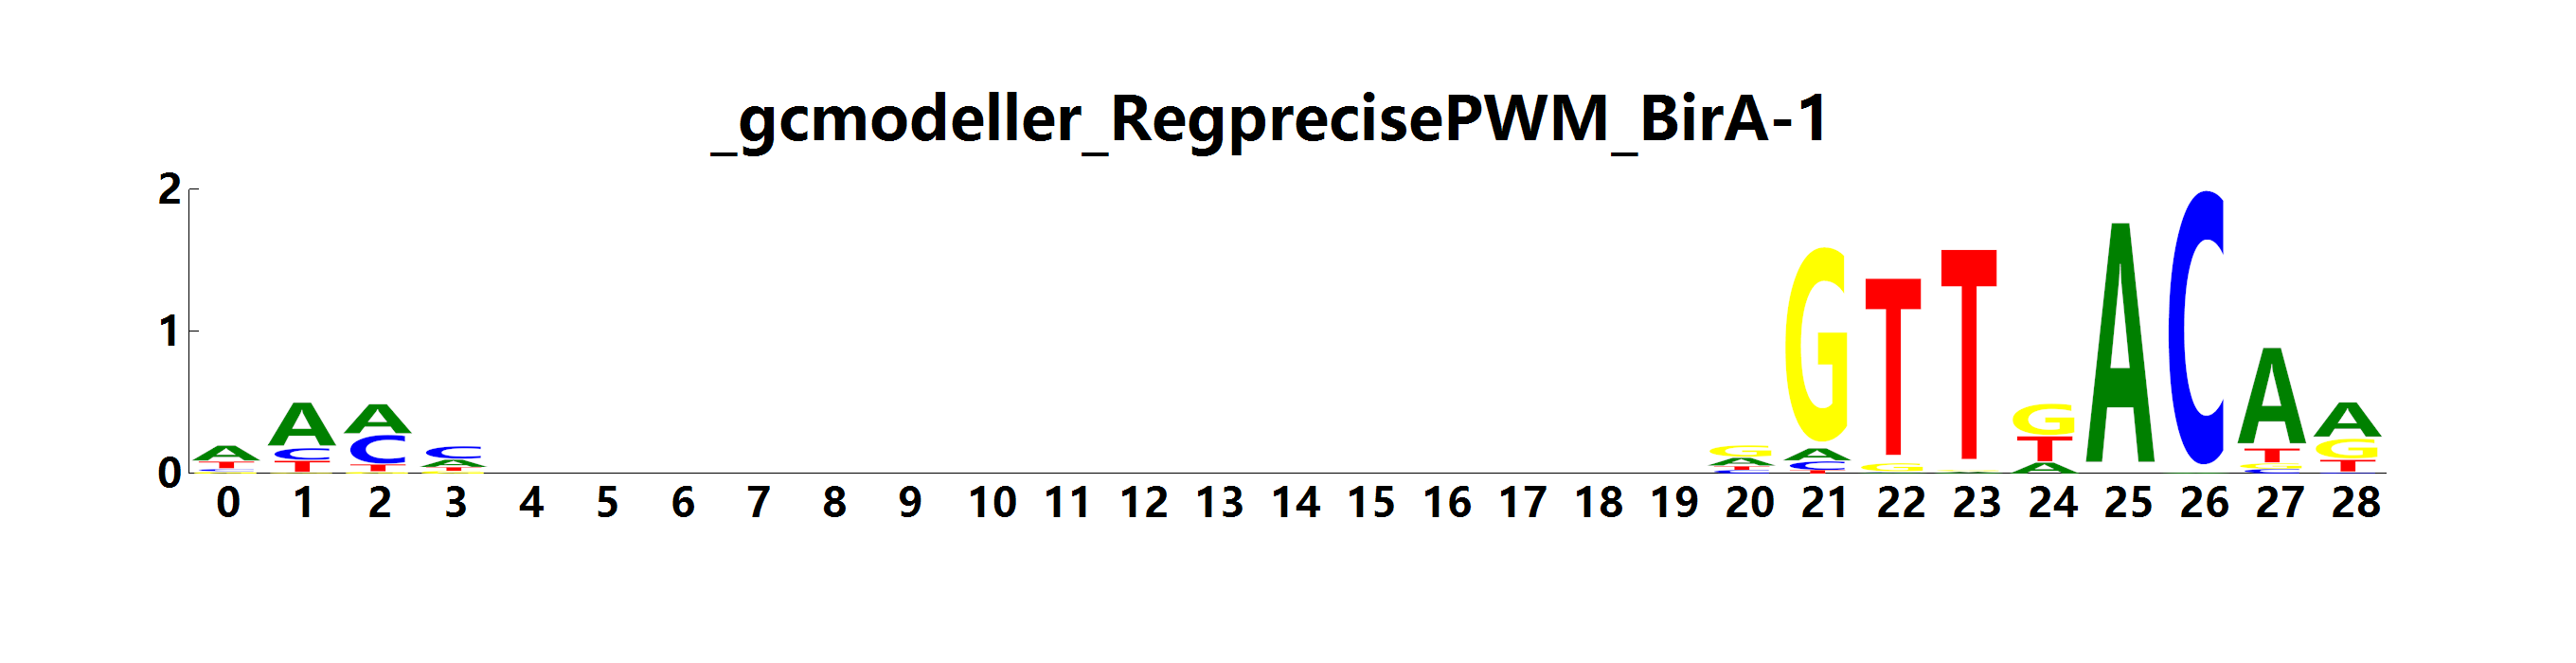 _gcmodeller_RegprecisePWM_BirA-1
2
1
0
A T C G
A C T G
A C T G
C A T G
G A T C
G A C T
T G
T G
G T A
A
C
A T G C
A G T
0 1 2 3 4 5 6 7 8 9 10 11 12 13 14 15 16 17 18 19 20 21 22 23 24 25 26 27 28